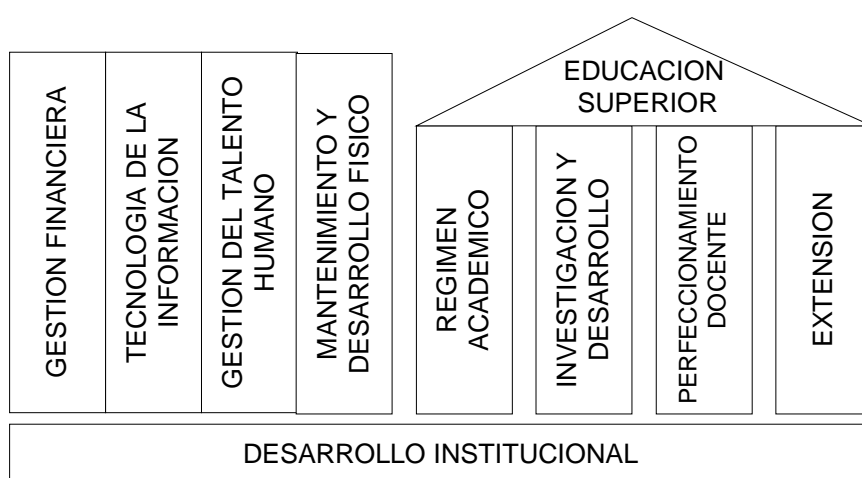 GESTION FINANCIERA
TECNOLOGIA DE LA
INFORMACION
GESTION DEL TALENTO
HUMANO
MANTENIMIENTO Y
DESARROLLO FISICO
EDUCACION
SUPERIOR
REGIMEN
ACADEMICO
INVESTIGACION Y
DESARROLLO
PERFECCIONAMIENTO
DOCENTE
EXTENSION
DESARROLLO INSTITUCIONAL